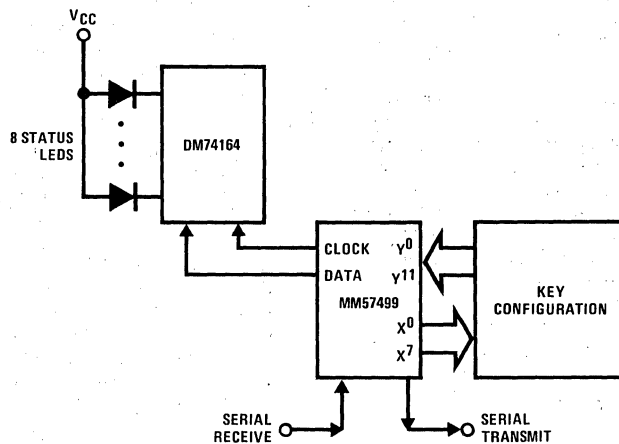 VCC
8 STATUS
LEDS
DM74164
CLOCK
DATA
MM57499
Y0
Y11
X0
X7
KEY
CONFIGURATION
SERIAL
RECEIVE
SERIAL
TRANSMIT